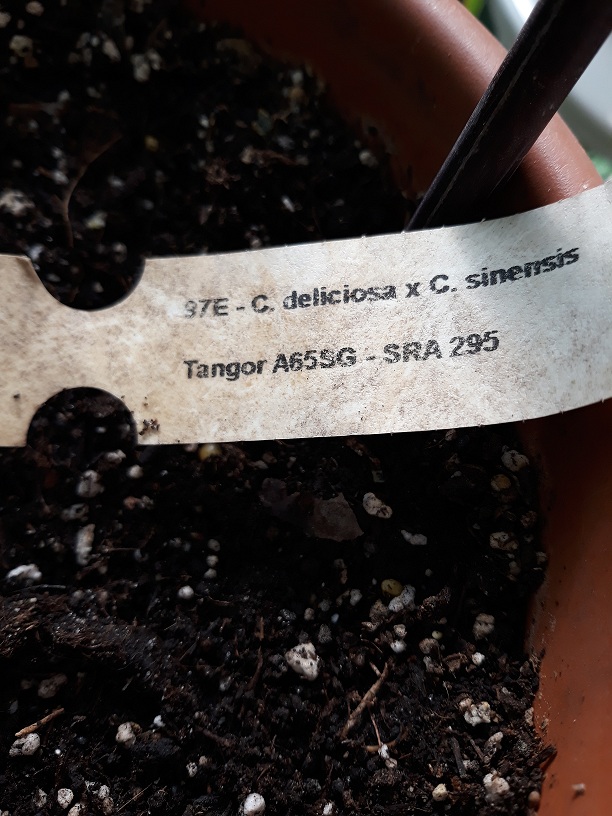 97E - C. deliciosa x C. sinensis
Tangor A65SG - SRA 295